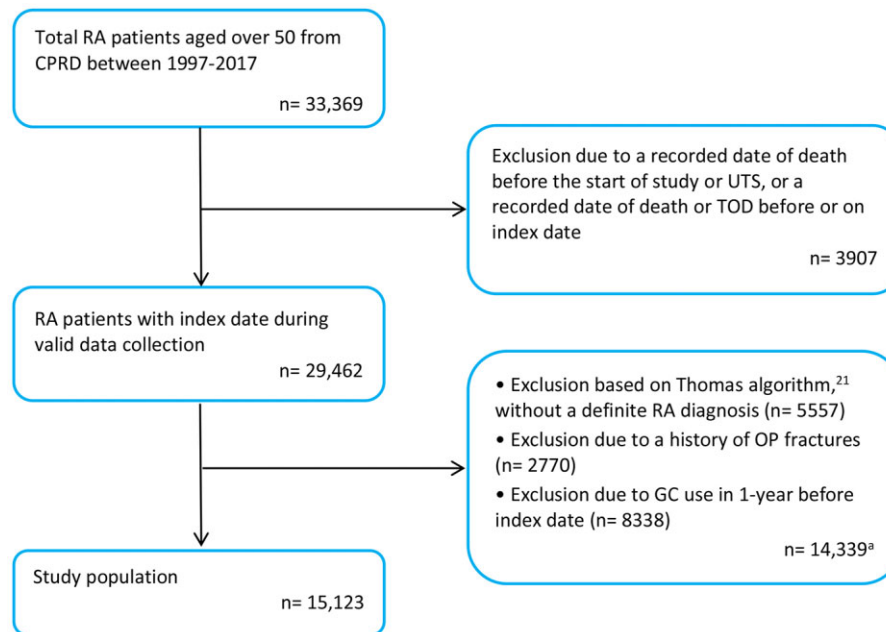 Total RA patients aged over 50 from
CPRD between 1997-2017
n= 33,369
Exclusion due to a recorded date of death
before the start of study or UTS, or a
recorded date of death or TOD before or on
index date
n= 3907
RA patients with index date during
valid data collection
n= 29,462
• Exclusion based on Thomas algorithm,²¹
without a definite RA diagnosis (n= 5557)
• Exclusion due to a history of OP fractures
(n= 2770)
• Exclusion due to GC use in 1-year before
index date (n= 8338)
n= 14,339ᵃ
Study population
n= 15,123